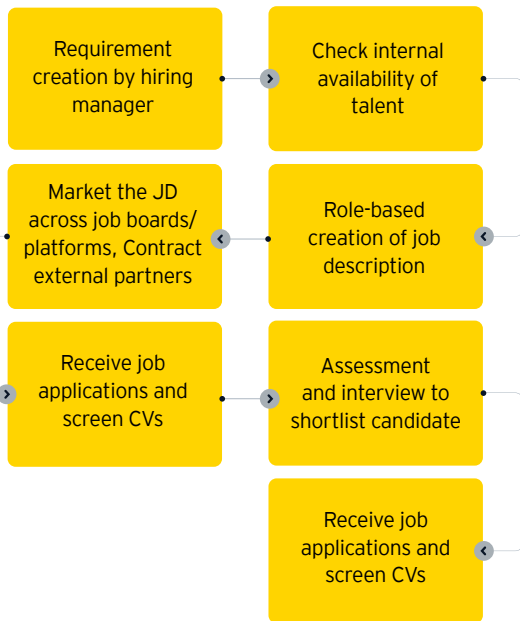 Requirement
creation by hiring
manager
Check internal
availability of
talent
Role-based
creation of job
description
Market the JD
across job boards/
platforms, Contract
external partners
Receive job
applications and
screen CVs
Assessment
and interview to
shortlist candidate
Receive job
applications and
screen CVs